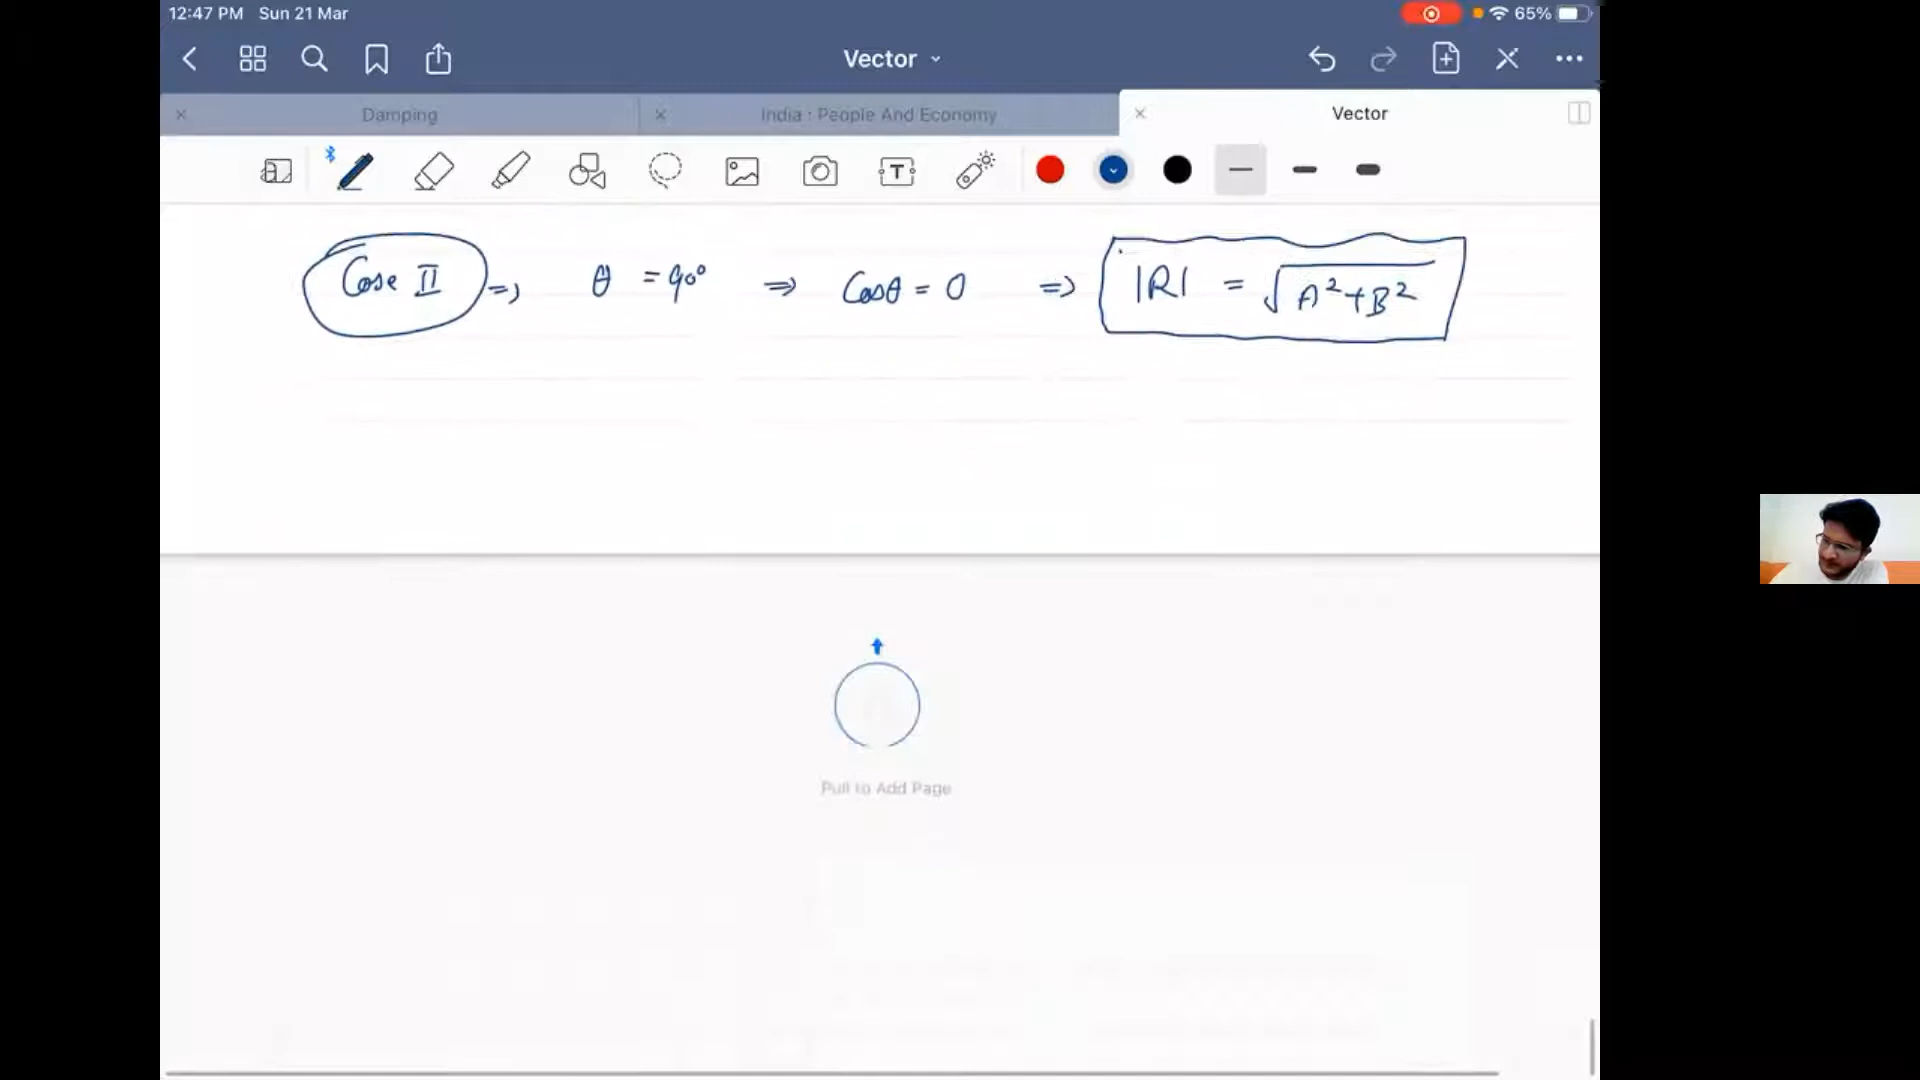 12:47 PM Sun 21 Mar
65%
Vector
Damping
India : People And Economy
Vector
T
Case II => θ = 90° => Cosθ = 0 => |R| = √A²+B²
Pull to Add Page